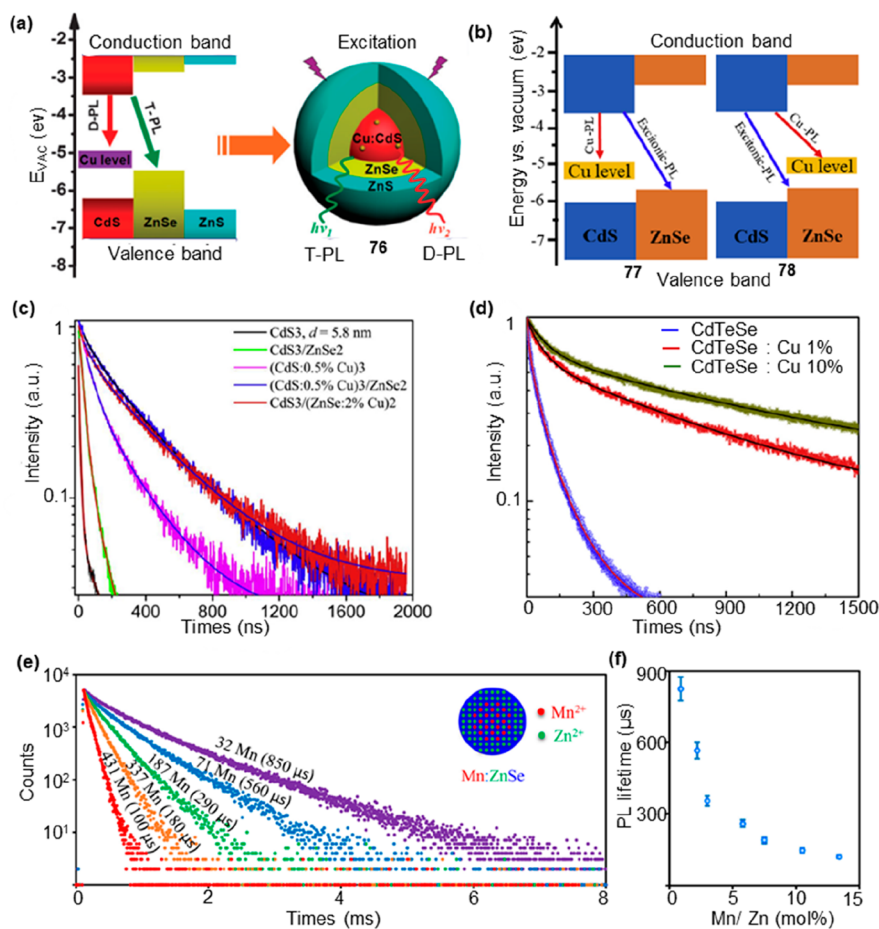 (a)
-2
-3
-4
-5
-6
-7
-8
E_VAC (ev)
Conduction band
D-PL
T-PL
Cu level
CdS
ZnSe
ZnS
Valence band
Excitation
Cu:CdS
ZnSe
ZnS
hν₁
hν₂
T-PL
76
D-PL
(b)
-2
-3
-4
-5
-6
-7
Energy vs. vacuum (ev)
Conduction band
Cu-PL
Excitonic-PL
Cu level
CdS
ZnSe
77
Excitonic-PL
Cu-PL
Cu level
CdS
ZnSe
78
Valence band
(c)
1
0.1
Intensity (a.u.)
CdS3, d = 5.8 nm
CdS3/ZnSe2
(CdS:0.5% Cu)3
(CdS:0.5% Cu)3/ZnSe2
CdS3/(ZnSe:2% Cu)2
0 400 800 1200 1600 2000
Times (ns)
(d)
1
0.1
Intensity (a.u.)
CdTeSe
CdTeSe : Cu 1%
CdTeSe : Cu 10%
0 300 600 900 1200 1500
Times (ns)
(e)
10⁴
10³
10²
10¹
Counts
32 Mn (850 µs)
71 Mn (560 µs)
187 Mn (290 µs)
337 Mn (180 µs)
431 Mn (100 µs)
Mn²⁺
Zn²⁺
Mn:ZnSe
0 2 4 6 8
Times (ms)
(f)
900
600
300
PL lifetime (µs)
0 5 10 15
Mn/ Zn (mol%)